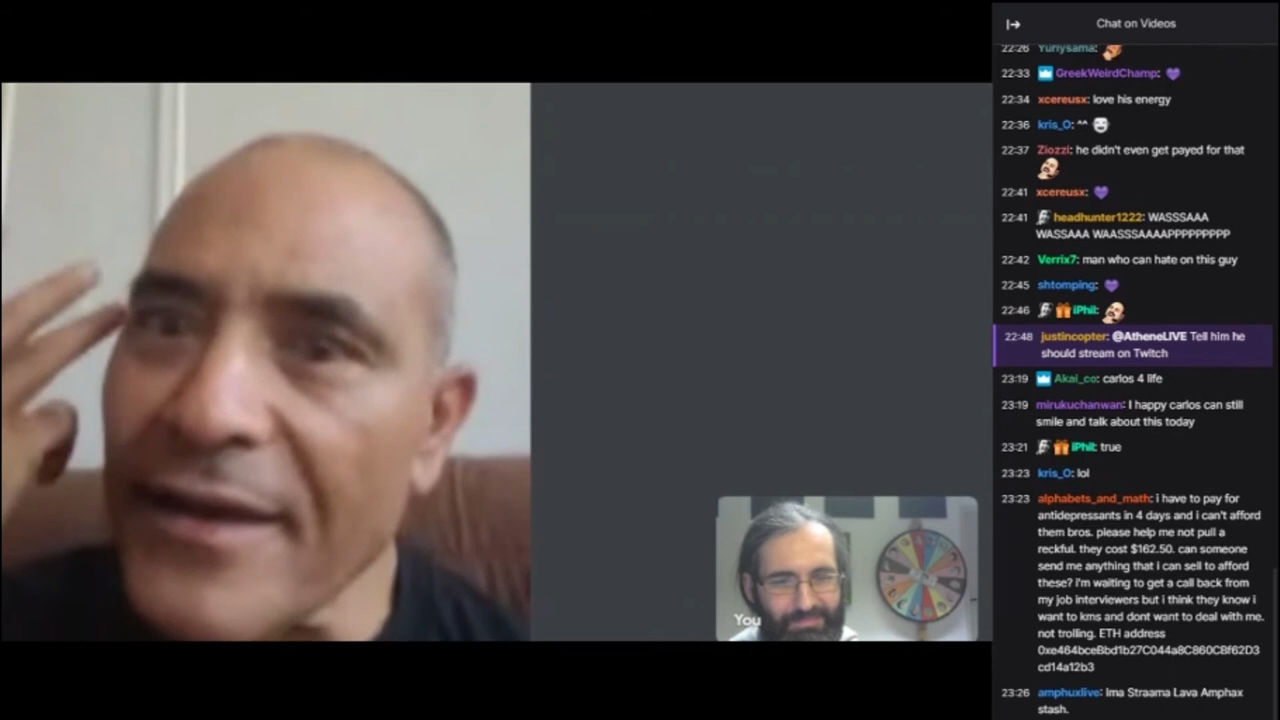 Chat on Videos
22:26 Yuriysama:
22:33 GreekWeirdChamp:
22:34 xcereusx: love his energy
22:36 kris_O: ^^
22:37 Ziozzi: he didn't even get payed for that
22:41 xcereusx:
22:41 headhunter1222: WASSSAAA
WASSAAA WAASSSAAAAPPPPPPPPP
22:42 Verrix7: man who can hate on this guy
22:45 shtomping:
22:46 iPhil:
22:48 justincopter: @AtheneLIVE Tell him he
should stream on Twitch
23:19 Akai_co: carlos 4 life
23:19 mirukuchanwan: I happy carlos can still
smile and talk about this today
23:21 iPhil: true
23:23 kris_O: lol
23:23 alphabets_and_math: i have to pay for
antidepressants in 4 days and i can't afford
them bros. please help me not pull a
reckful. they cost $162.50. can someone
send me anything that i can sell to afford
these? i'm waiting to get a call back from
my job interviewers but i think they know i
want to kms and dont want to deal with me.
not trolling. ETH address
0xe464bceBbd1b27C044a8C860CBf62D3
cd14a12b3
23:26 amphuxlive: Ima Straama Lava Amphax
stash.
You